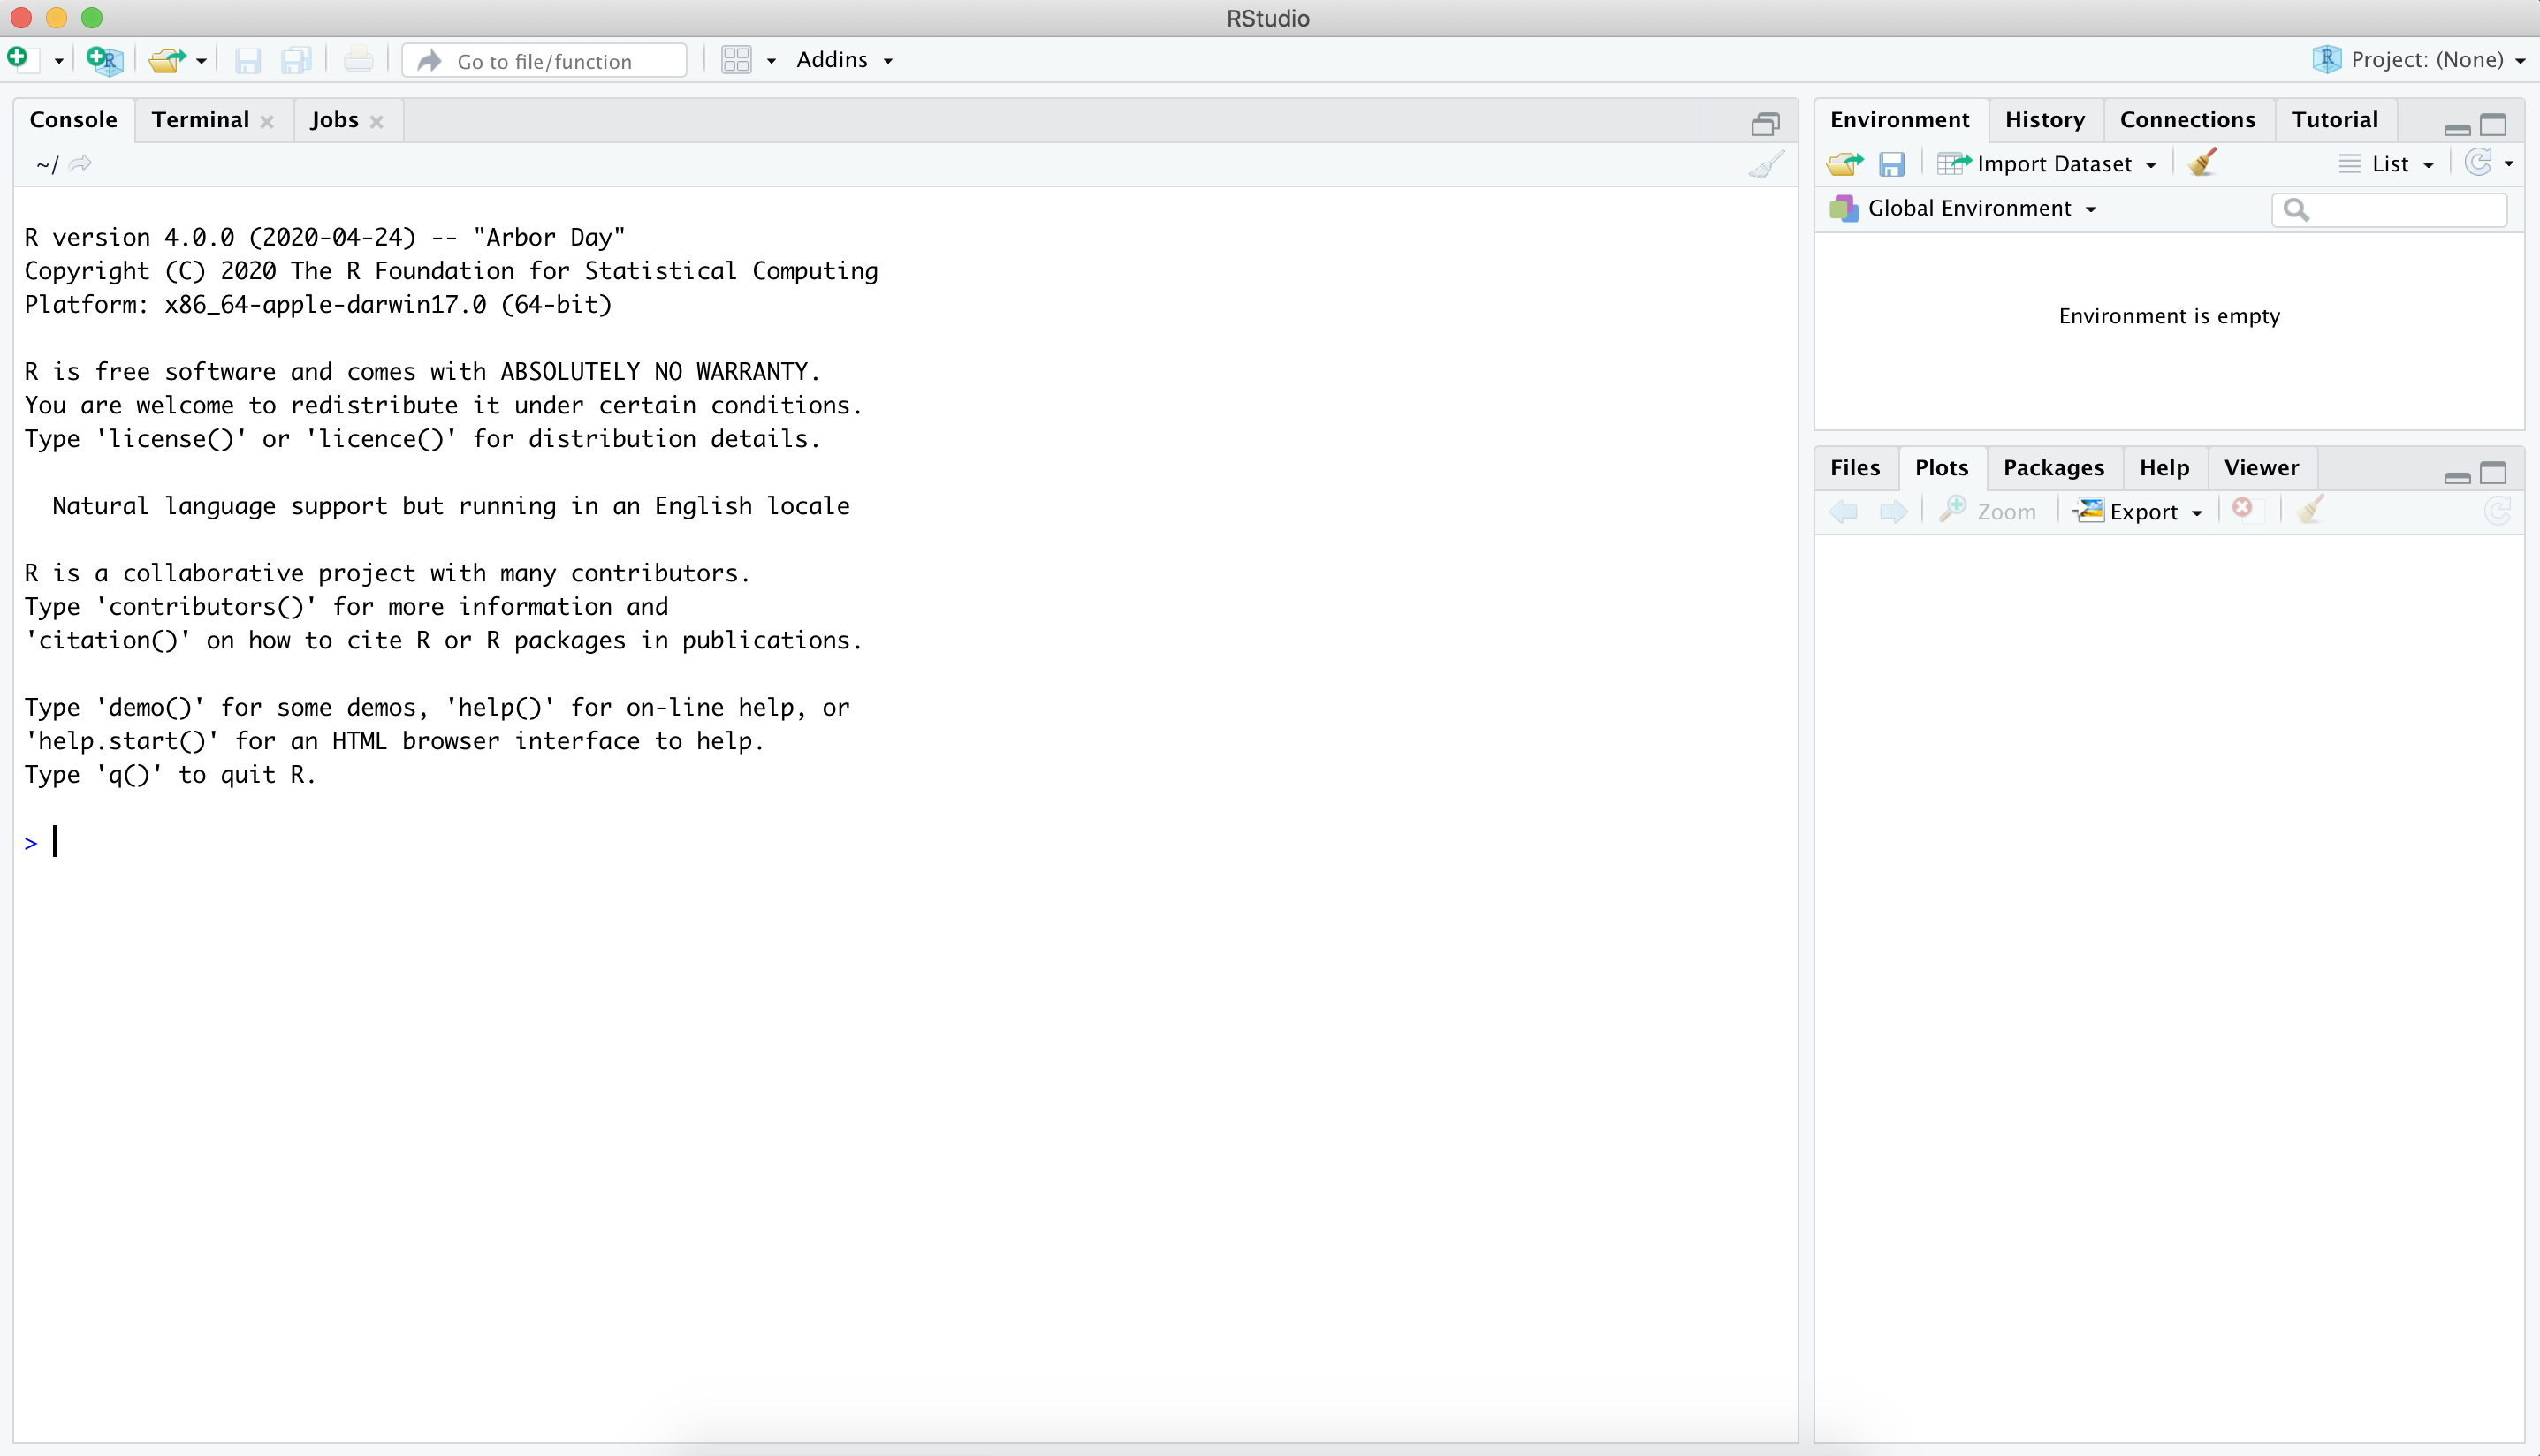 RStudio
Go to file/function
Addins
Project: (None)
Console Terminal Jobs
~/
R version 4.0.0 (2020-04-24) -- "Arbor Day"
Copyright (C) 2020 The R Foundation for Statistical Computing
Platform: x86_64-apple-darwin17.0 (64-bit)
R is free software and comes with ABSOLUTELY NO WARRANTY.
You are welcome to redistribute it under certain conditions.
Type 'license()' or 'licence()' for distribution details.
Natural language support but running in an English locale
R is a collaborative project with many contributors.
Type 'contributors()' for more information and
'citation()' on how to cite R or R packages in publications.
Type 'demo()' for some demos, 'help()' for on-line help, or
'help.start()' for an HTML browser interface to help.
Type 'q()' to quit R.
>
Environment History Connections Tutorial
Import Dataset List
Global Environment
Environment is empty
Files Plots Packages Help Viewer
Zoom Export